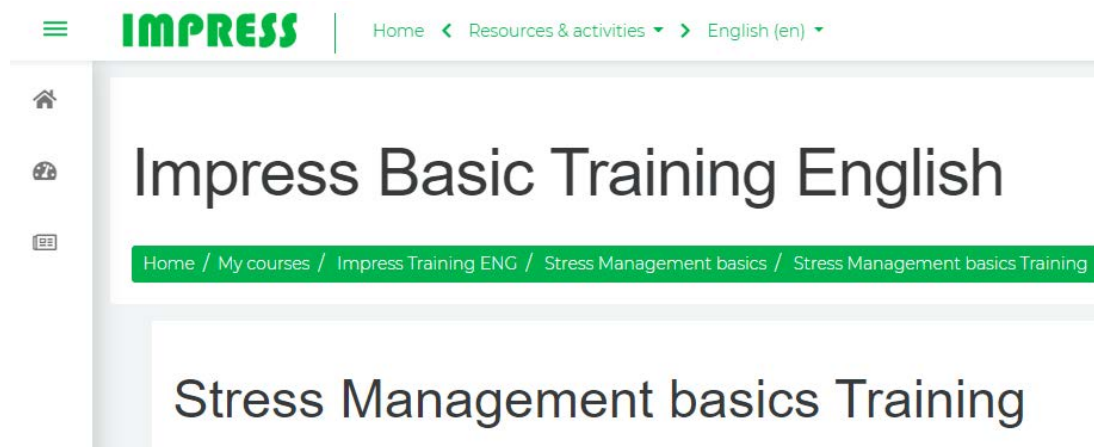 IMPRESS Home Resources & activities English (en)
Impress Basic Training English
Home / My courses / Impress Training ENG / Stress Management basics / Stress Management basics Training
Stress Management basics Training